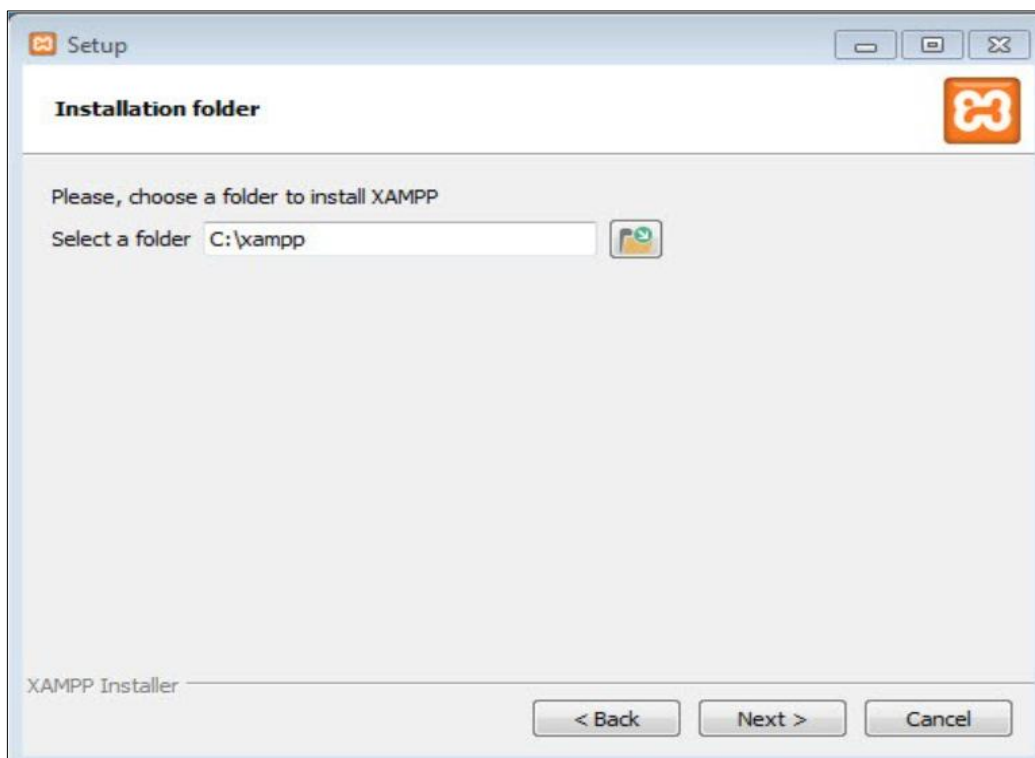 Setup
Installation folder
Please, choose a folder to install XAMPP
Select a folder C:\xampp
XAMPP Installer
< Back Next > Cancel